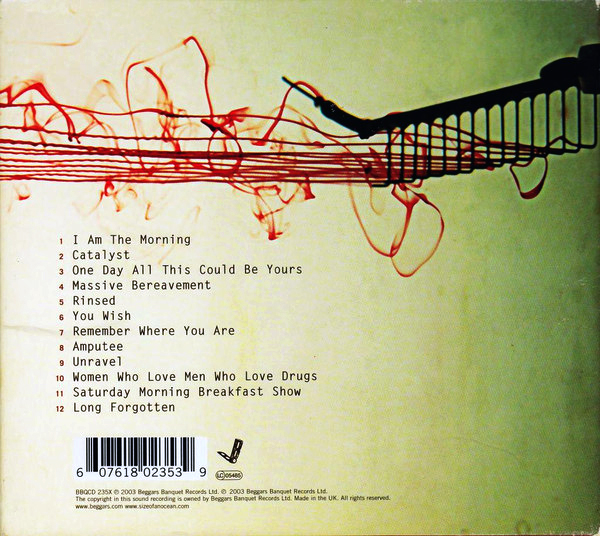 1 I Am The Morning
2 Catalyst
3 One Day All This Could Be Yours
4 Massive Bereavement
5 Rinsed
6 You Wish
7 Remember Where You Are
8 Amputee
9 Unravel
10 Women Who Love Men Who Love Drugs
11 Saturday Morning Breakfast Show
12 Long Forgotten
6 07618 02353 9
LC 05485
BBQCD 235X ℗ 2003 Beggars Banquet Records Ltd. © 2003 Beggars Banquet Records Ltd.
The copyright in this sound recording is owned by Beggars Banquet Records Ltd. Made in the UK. All rights reserved.
www.beggars.com www.sizeofanocean.com